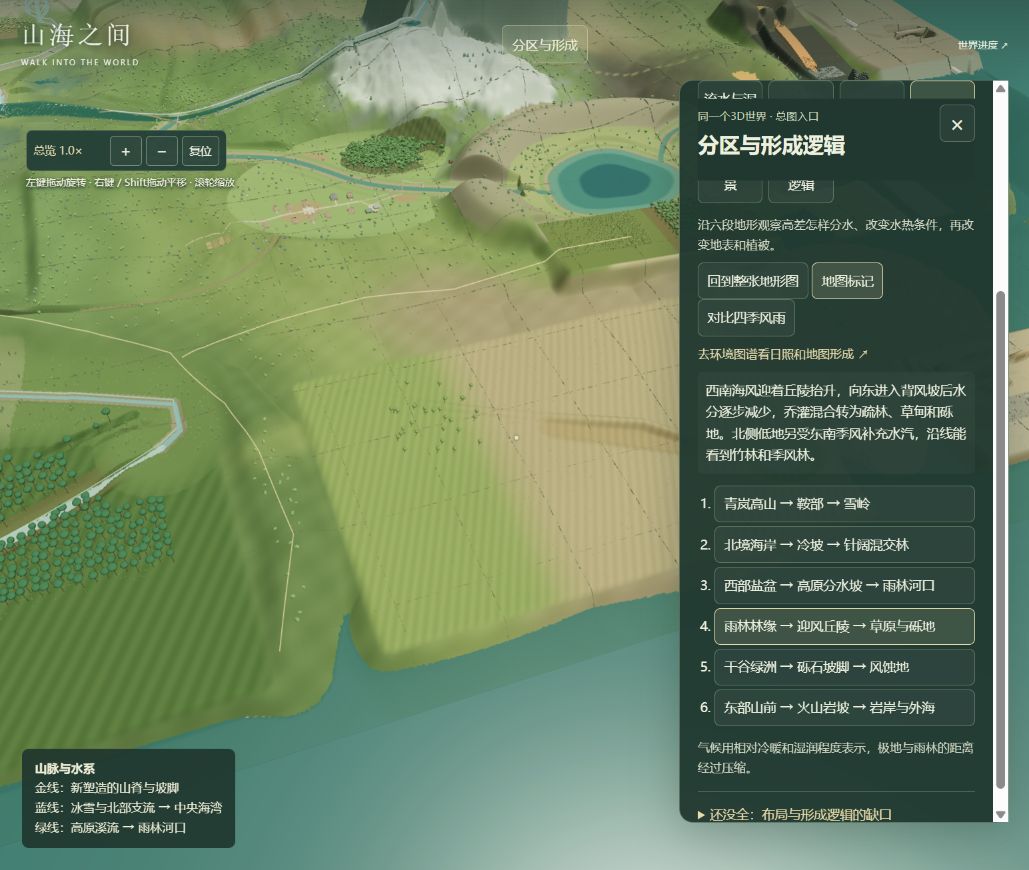 山海之间
WALK INTO THE WORLD
分区与形成
世界进度 ↗
总览 1.0×
+
−
复位
左键拖动旋转 · 右键 / Shift拖动平移 · 滚轮缩放
同一个3D世界 · 总图入口
分区与形成逻辑
×
景
逻辑
沿六段地形观察高差怎样分水、改变水热条件，再改
变地表和植被。
回到整张地形图
地图标记
对比四季风雨
去环境图谱看日照和地图形成 ↗
西南海风迎着丘陵抬升，向东进入背风坡后水
分逐步减少，乔灌混合转为疏林、草甸和砾
地。北侧低地另受东南季风补充水汽，沿线能
看到竹林和季风林。
1. 青岚高山 → 鞍部 → 雪岭
2. 北境海岸 → 冷坡 → 针阔混交林
3. 西部盐盆 → 高原分水坡 → 雨林河口
4. 雨林林缘 → 迎风丘陵 → 草原与砾地
5. 干谷绿洲 → 砾石坡脚 → 风蚀地
6. 东部山前 → 火山岩坡 → 岩岸与外海
气候用相对冷暖和湿润程度表示，极地与雨林的距离
经过压缩。
▶ 还没全：布局与形成逻辑的缺口
山脉与水系
金线：新塑造的山脊与坡脚
蓝线：冰雪与北部支流 → 中央海湾
绿线：高原溪流 → 雨林河口